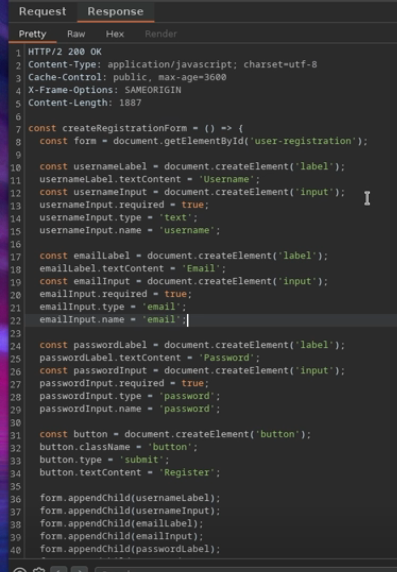 Request Response
Pretty Raw Hex Render
1 HTTP/2 200 OK
2 Content-Type: application/javascript; charset=utf-8
3 Cache-Control: public, max-age=3600
4 X-Frame-Options: SAMEORIGIN
5 Content-Length: 1887
6
7 const createRegistrationForm = () => {
8 const form = document.getElementById('user-registration');
9
10 const usernameLabel = document.createElement('label');
11 usernameLabel.textContent = 'Username';
12 const usernameInput = document.createElement('input');
13 usernameInput.required = true;
14 usernameInput.type = 'text';
15 usernameInput.name = 'username';
16
17 const emailLabel = document.createElement('label');
18 emailLabel.textContent = 'Email';
19 const emailInput = document.createElement('input');
20 emailInput.required = true;
21 emailInput.type = 'email';
22 emailInput.name = 'email';
23
24 const passwordLabel = document.createElement('label');
25 passwordLabel.textContent = 'Password';
26 const passwordInput = document.createElement('input');
27 passwordInput.required = true;
28 passwordInput.type = 'password';
29 passwordInput.name = 'password';
30
31 const button = document.createElement('button');
32 button.className = 'button';
33 button.type = 'submit';
34 button.textContent = 'Register';
35
36 form.appendChild(usernameLabel);
37 form.appendChild(usernameInput);
38 form.appendChild(emailLabel);
39 form.appendChild(emailInput);
40 form.appendChild(passwordLabel);